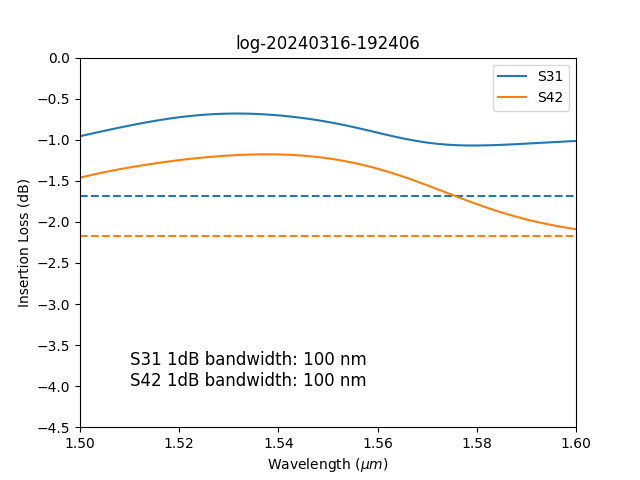 log-20240316-192406
0.0
−0.5
−1.0
−1.5
−2.0
−2.5
−3.0
−3.5
−4.0
−4.5
Insertion Loss (dB)
S31
S42
S31 1dB bandwidth: 100 nm
S42 1dB bandwidth: 100 nm
1.50 1.52 1.54 1.56 1.58 1.60
Wavelength (μm)